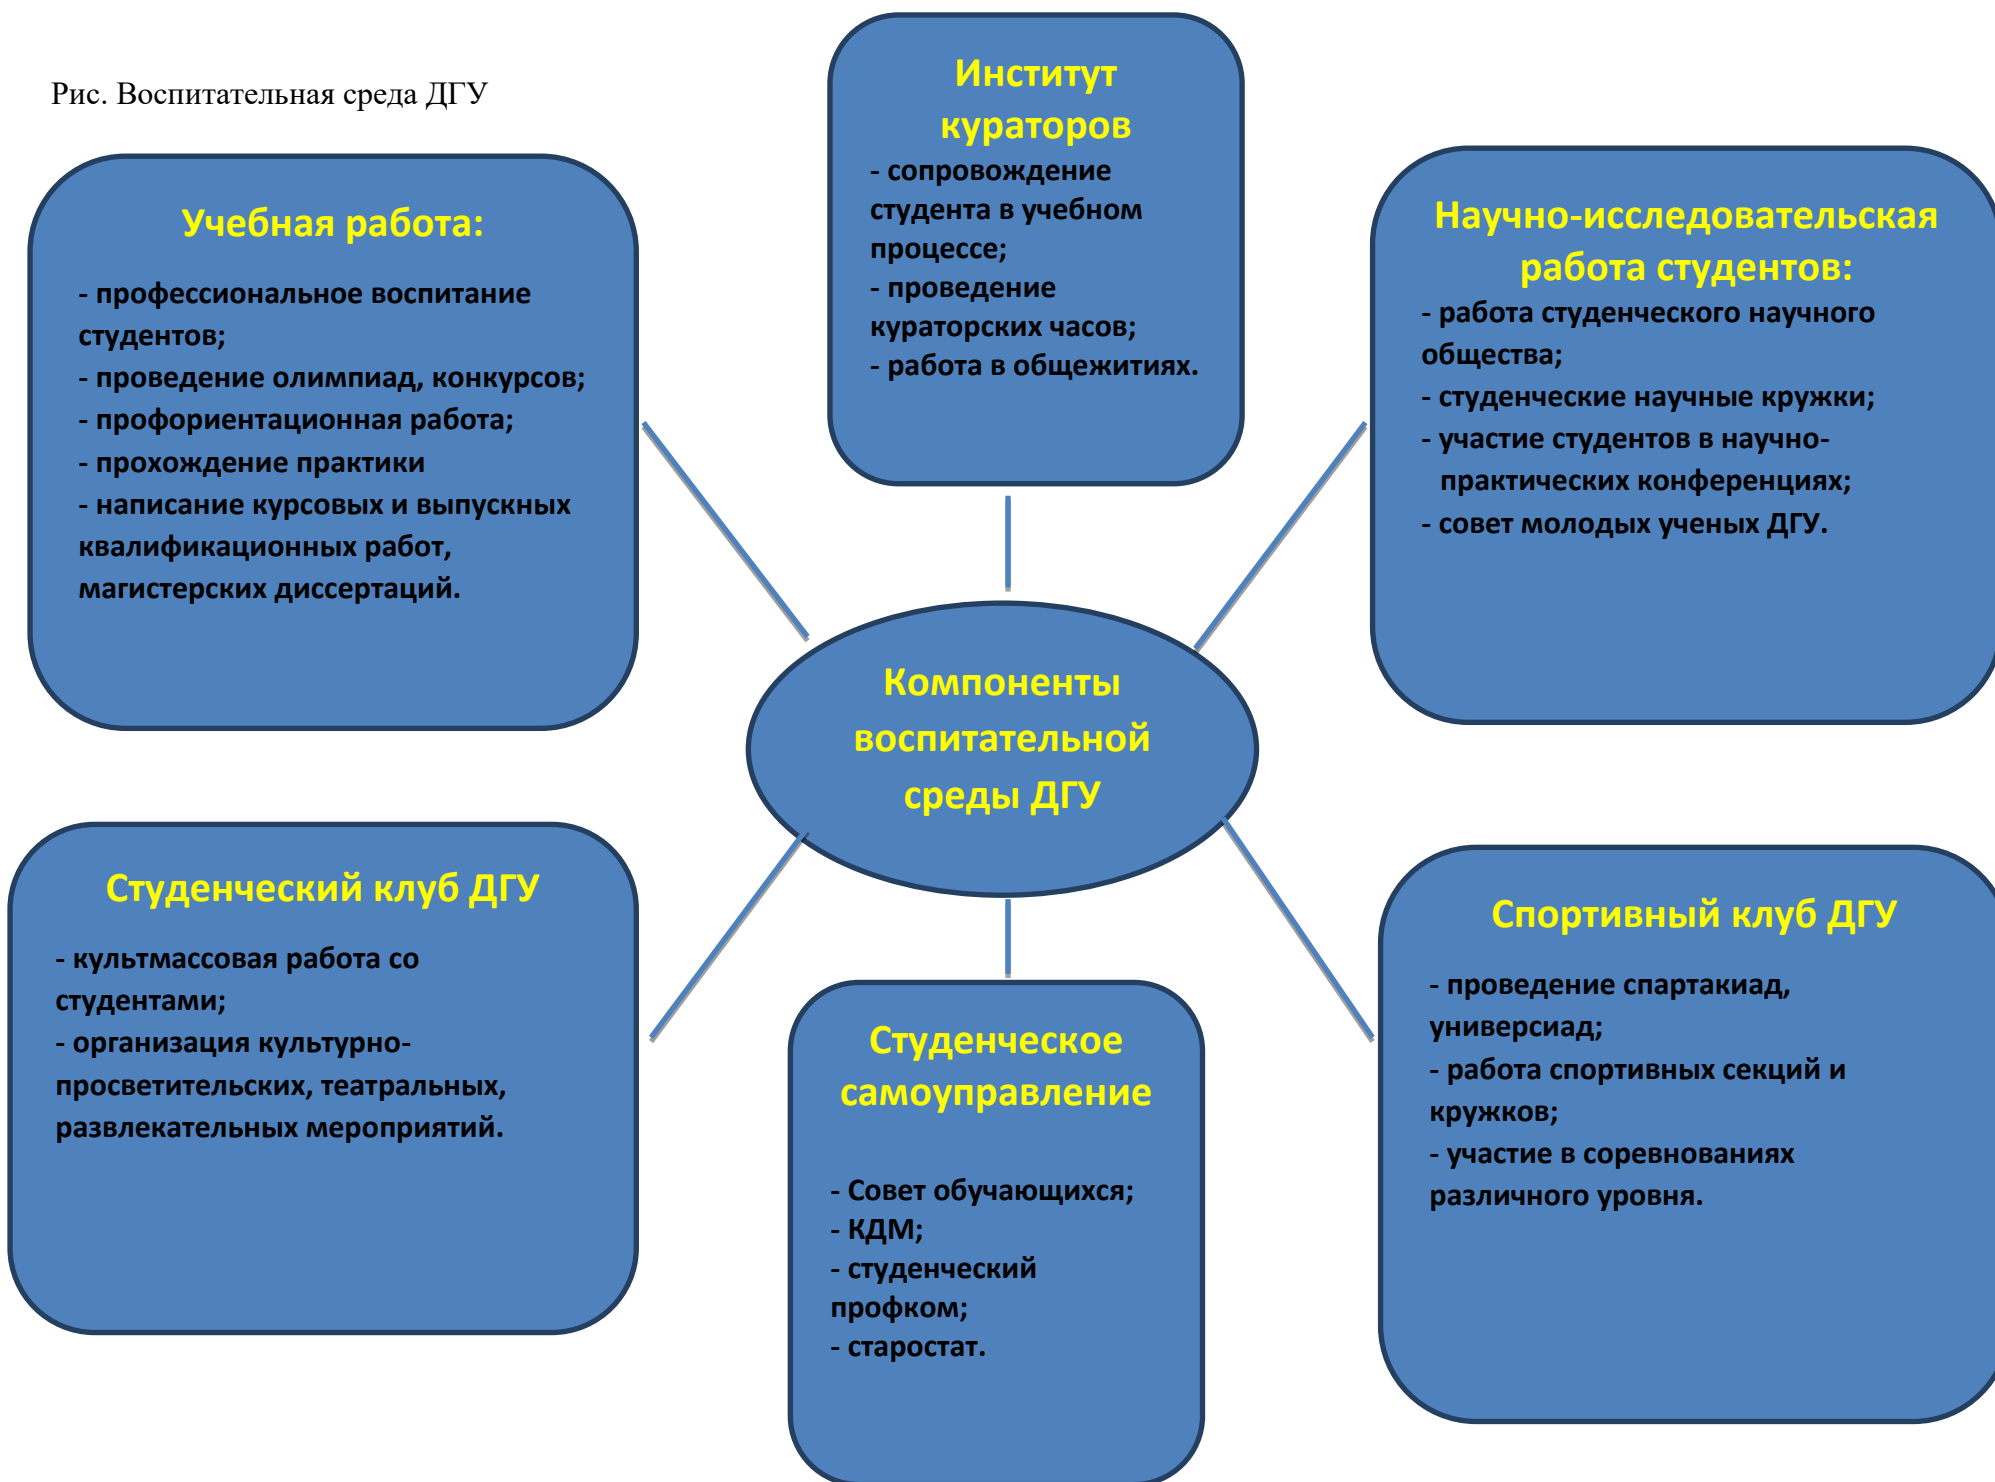 Рис. Воспитательная среда ДГУ
Институт
кураторов
- сопровождение
студента в учебном
процессе;
- проведение
кураторских часов;
- работа в общежитиях.
Учебная работа:
- профессиональное воспитание
студентов;
- проведение олимпиад, конкурсов;
- профориентационная работа;
- прохождение практики
- написание курсовых и выпускных
квалификационных работ,
магистерских диссертаций.
Научно-исследовательская
работа студентов:
- работа студенческого научного
общества;
- студенческие научные кружки;
- участие студентов в научно-
практических конференциях;
- совет молодых ученых ДГУ.
Компоненты
воспитательной
среды ДГУ
Студенческий клуб ДГУ
- культмассовая работа со
студентами;
- организация культурно-
просветительских, театральных,
развлекательных мероприятий.
Студенческое
самоуправление
- Совет обучающихся;
- КДМ;
- студенческий
профком;
- старостат.
Спортивный клуб ДГУ
- проведение спартакиад,
универсиад;
- работа спортивных секций и
кружков;
- участие в соревнованиях
различного уровня.